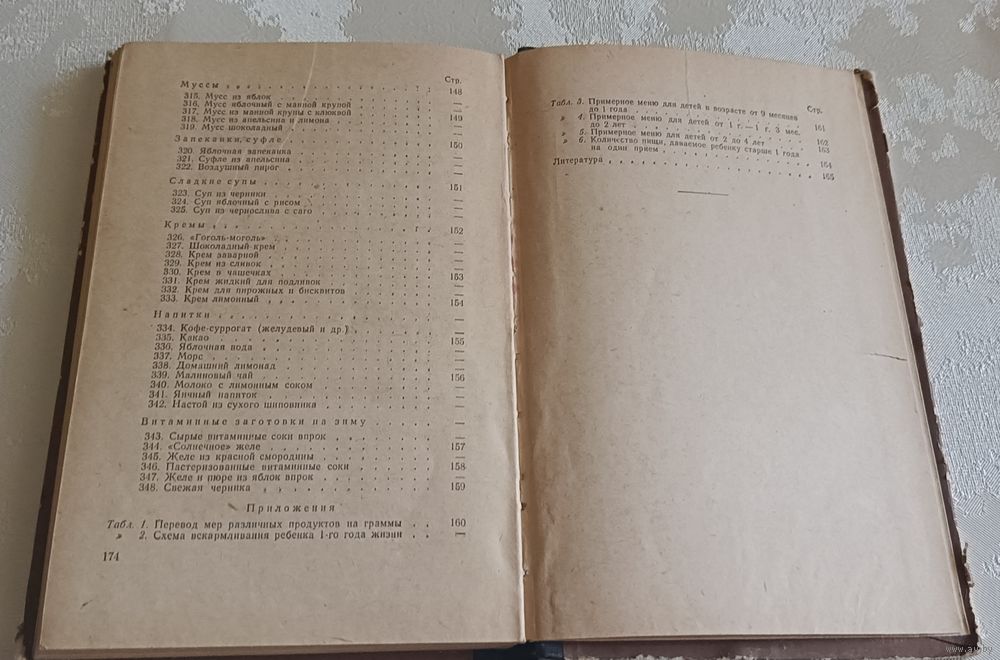 Стр.
Муссы . . . . 148
315. Мусс из яблок —
316. Мусс яблочный с манной крупой —
317. Мусс из манной крупы с клюквой —
318. Мусс из апельсина и лимона . 149
319. Мусс шоколадный —
Запеканки, суфле 150
320. Яблочная запеканка —
321. Суфле из апельсина —
322. Воздушный пирог —
Сладкие супы 151
323. Суп из черники —
324. Суп яблочный с рисом —
325. Суп из чернослива с саго —
Кремы 152
326. «Гоголь-моголь» —
327. Шоколадный крем —
328. Крем заварной —
329. Крем из сливок —
330. Крем в чашечках —
331. Крем жидкий для подливок 153
332. Крем для пирожных и бисквитов —
333. Крем лимонный 154
Напитки —
334. Кофе-суррогат (желудевый и др.) —
335. Какао 155
336. Яблочная вода —
337. Морс —
338. Домашний лимонад —
339. Малиновый чай 156
340. Молоко с лимонным соком —
341. Яичный напиток —
342. Настой из сухого шиповника —
Витаминные заготовки на зиму . . . . —
343. Сырые витаминные соки впрок —
344. «Солнечное» желе 157
345. Желе из красной смородины —
346. Пастеризованные витаминные соки 158
347. Желе и пюре из яблок впрок —
348. Свежая черника 159
Приложения
Табл. 1. Перевод мер различных продуктов на граммы . . 160
» 2. Схема вскармливания ребенка 1-го года жизни . . —
174
Стр.
Табл. 3. Примерное меню для детей в возрасте от 9 месяцев
до 1 года 161
» 4. Примерное меню для детей от 1 г. — 1 г. 3 мес.
до 2 лет 162
» 5. Примерное меню для детей от 2 до 4 лет 163
» 6. Количество пищи, даваемое ребенку старше 1 года
на один прием 164
Литература 165
www.ay.by